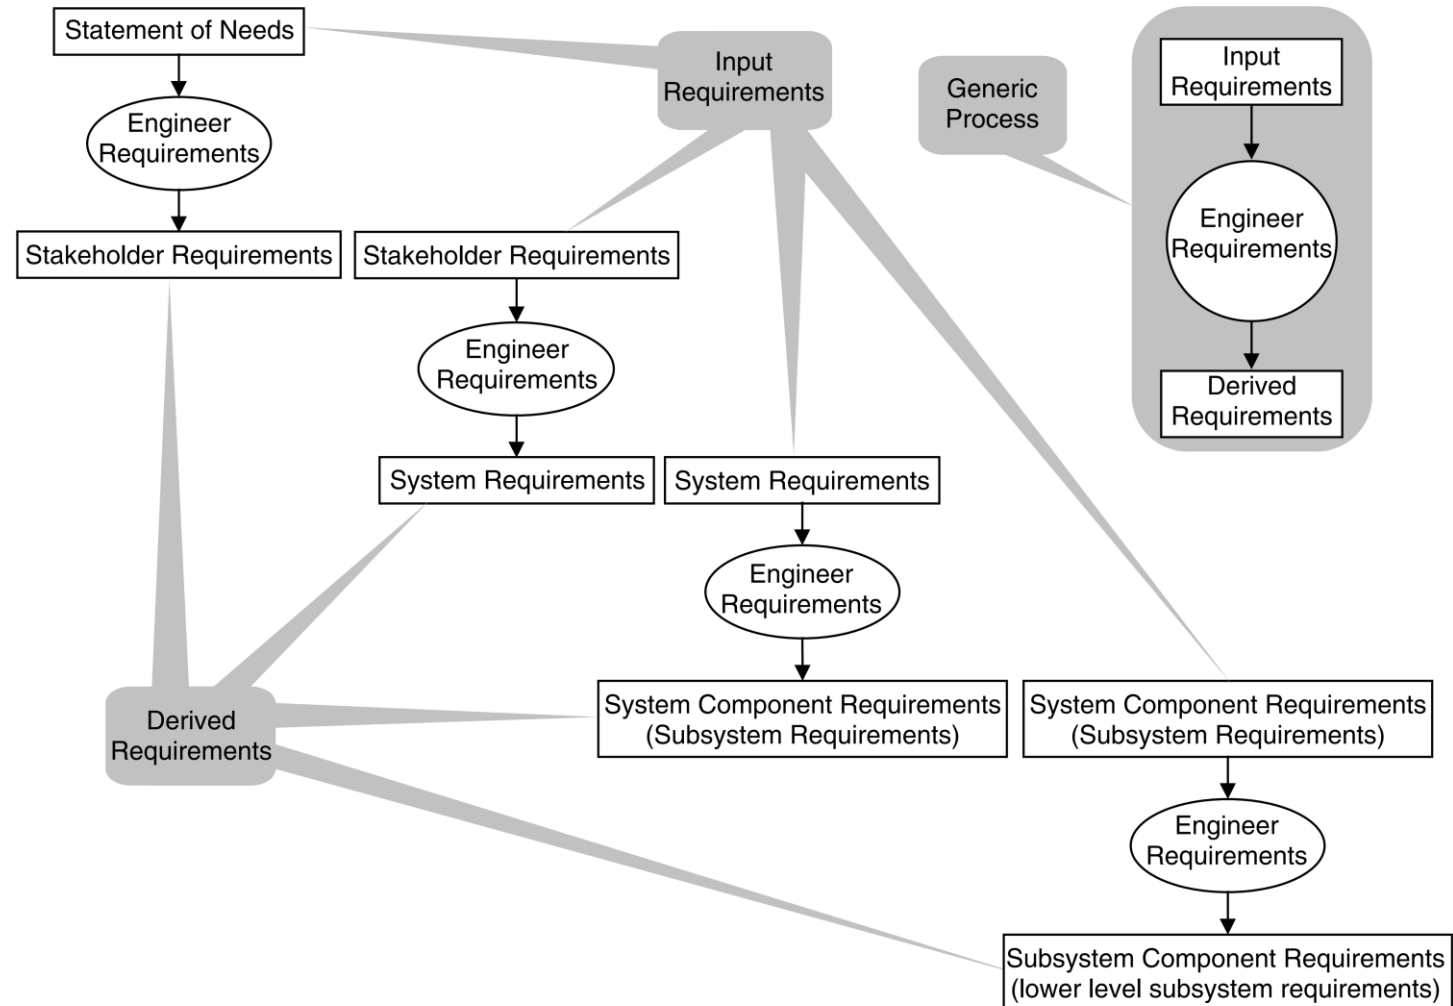 Statement of Needs
Engineer
Requirements
Stakeholder Requirements
Input
Requirements
Generic
Process
Input
Requirements
Engineer
Requirements
Derived
Requirements
Stakeholder Requirements
Engineer
Requirements
System Requirements
System Requirements
Engineer
Requirements
System Component Requirements
(Subsystem Requirements)
Derived
Requirements
System Component Requirements
(Subsystem Requirements)
Engineer
Requirements
Subsystem Component Requirements
(lower level subsystem requirements)